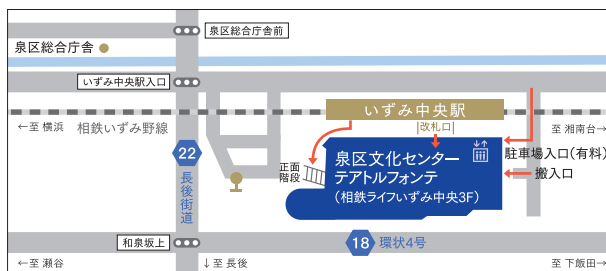 泉区総合庁舎前
泉区総合庁舎
いずみ中央駅入口
いずみ中央駅
←至 横浜
相鉄いずみ野線
改札口
至 湘南台→
22
長後街道
正面
階段
泉区文化センター
テアトルフォンテ
(相鉄ライフいずみ中央3F)
駐車場入口(有料)
搬入口
和泉坂上
18 環状4号
←至 瀬谷
↓至 長後
至 下飯田→